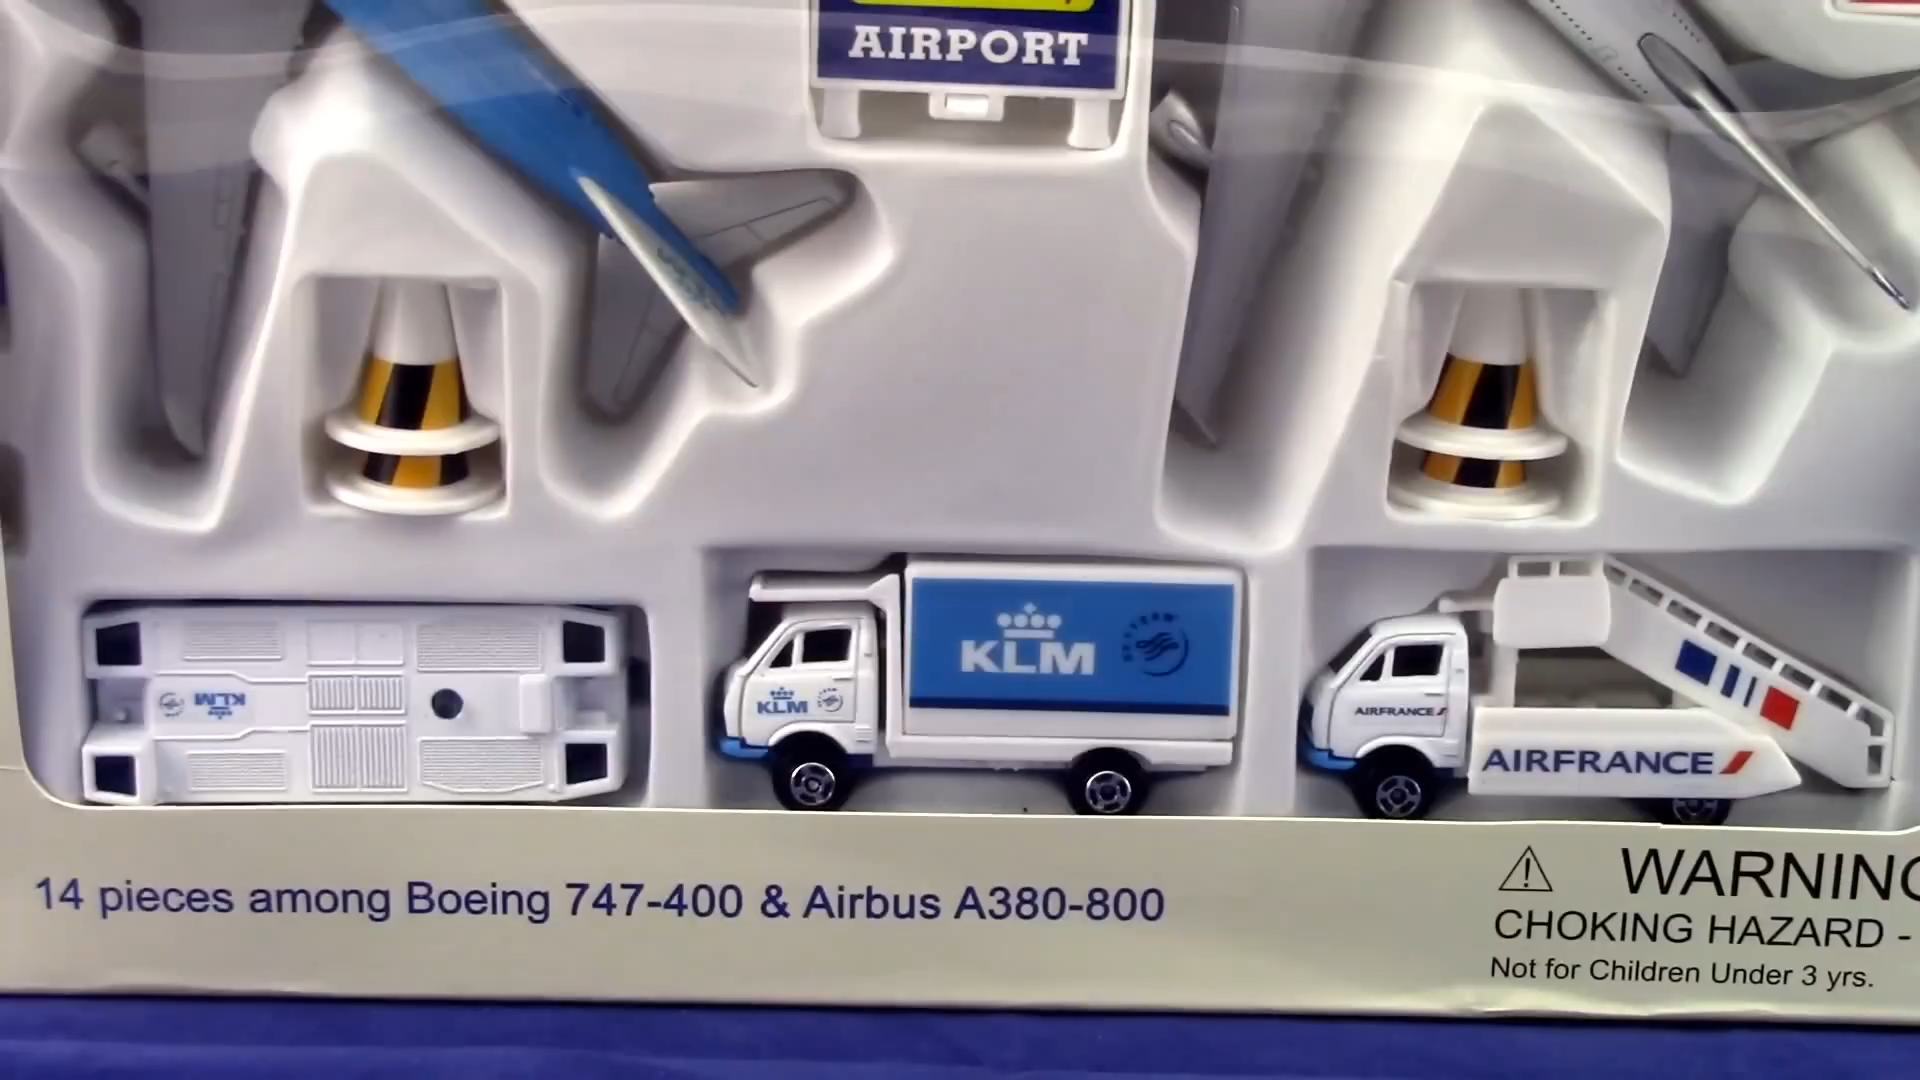 AIRPORT
KLM
KLM
SKYTEAM
KLM
AIRFRANCE
AIRFRANCE
14 pieces among Boeing 747-400 & Airbus A380-800
WARNING
CHOKING HAZARD -
Not for Children Under 3 yrs.